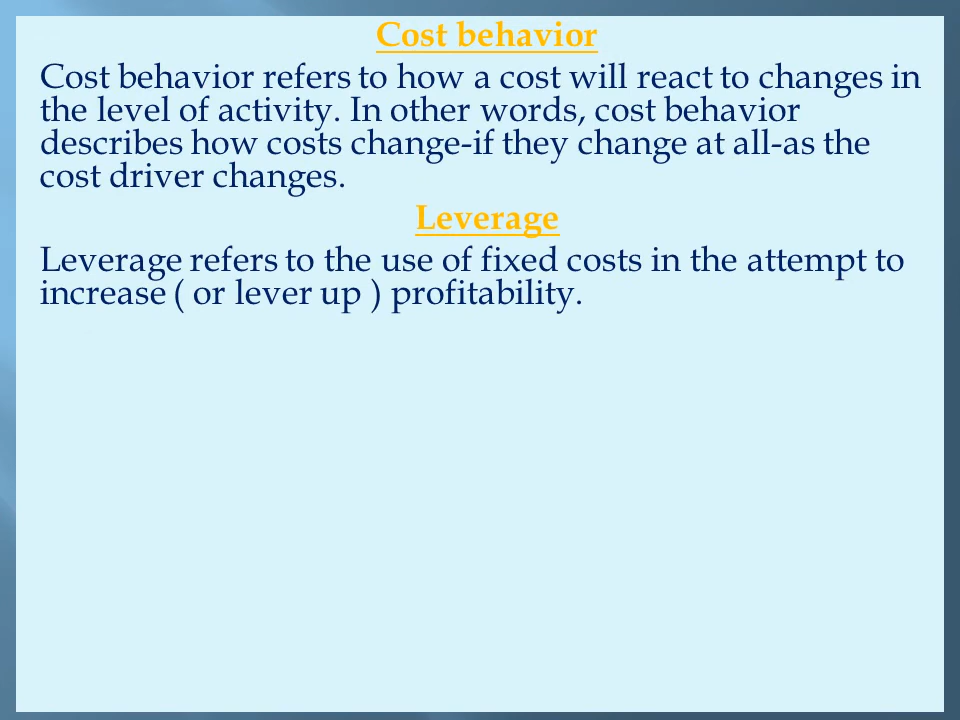 Cost behavior
Cost behavior refers to how a cost will react to changes in
the level of activity. In other words, cost behavior
describes how costs change-if they change at all-as the
cost driver changes.
Leverage
Leverage refers to the use of fixed costs in the attempt to
increase ( or lever up ) profitability.